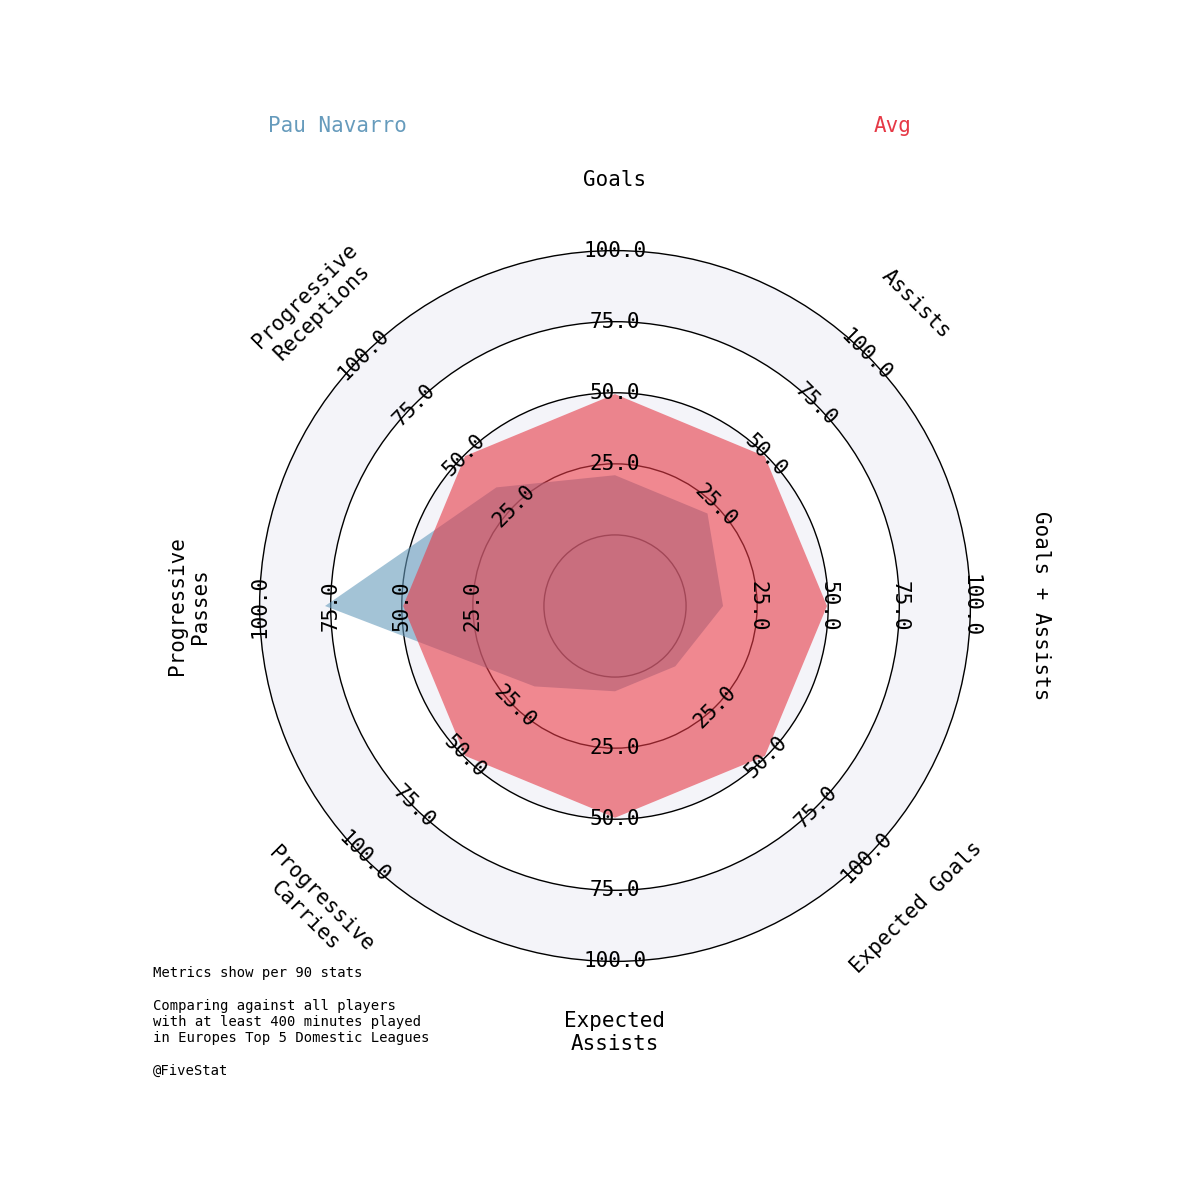 Pau Navarro
Avg
Goals
Assists
Goals + Assists
Expected Goals
Expected
Assists
Progressive
Carries
Progressive
Passes
Progressive
Receptions
25.0
50.0
75.0
100.0
25.0
50.0
75.0
100.0
25.0
50.0
75.0
100.0
25.0
50.0
75.0
100.0
25.0
50.0
75.0
100.0
25.0
50.0
75.0
100.0
25.0
50.0
75.0
100.0
25.0
50.0
75.0
100.0
Metrics show per 90 stats
Comparing against all players
with at least 400 minutes played
in Europes Top 5 Domestic Leagues
@FiveStat